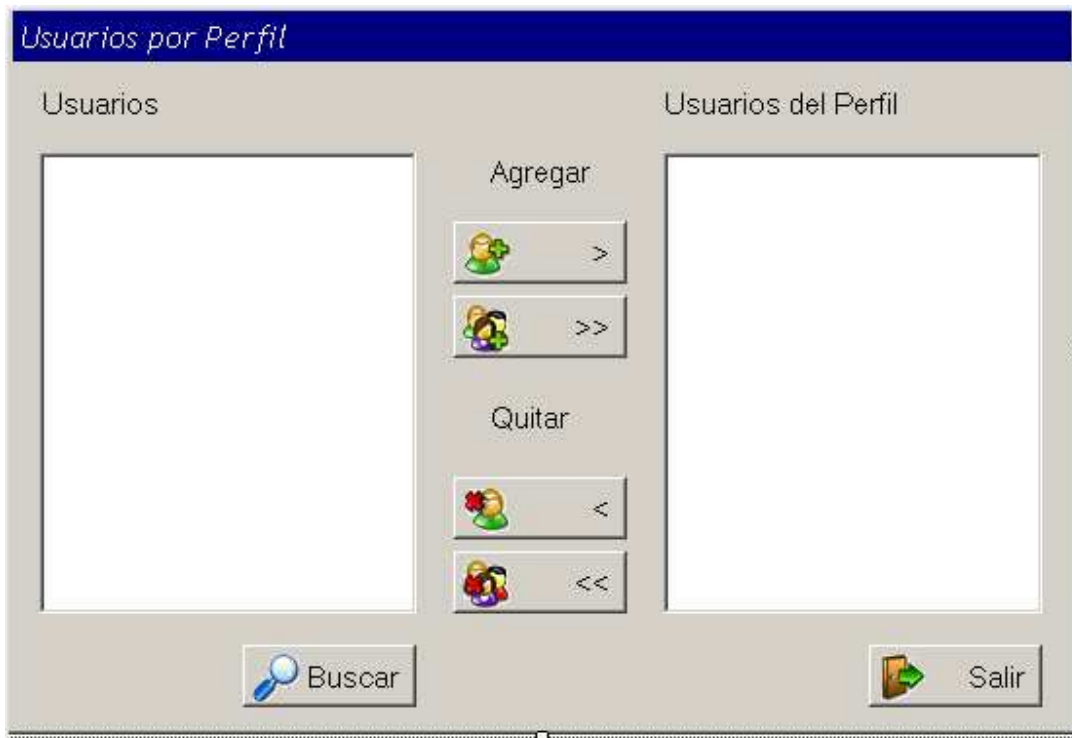 Usuarios por Perfil
Usuarios
Usuarios del Perfil
Agregar
>
>>
Quitar
<
<<
Buscar
Salir